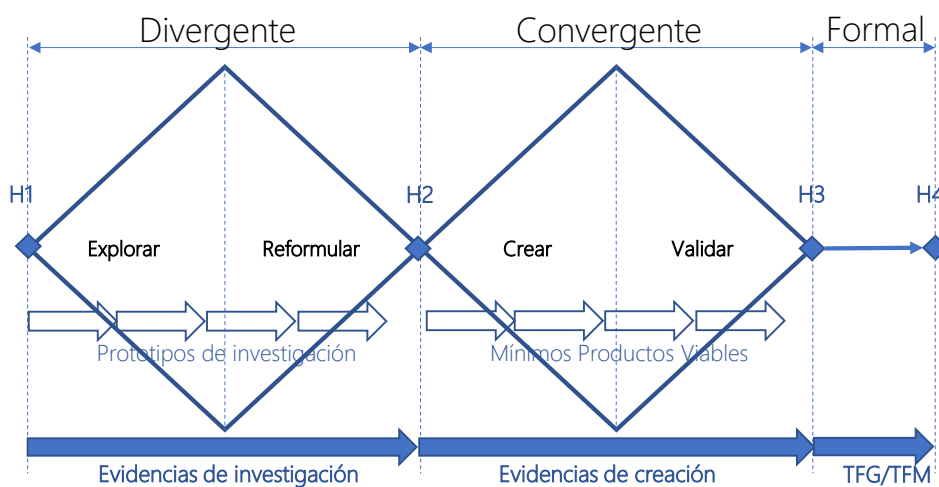 Divergente
Convergente
Formal
H1
H2
H3
H4
Explorar
Reformular
Crear
Validar
Prototipos de investigación
Mínimos Productos Viables
Evidencias de investigación
Evidencias de creación
TFG/TFM